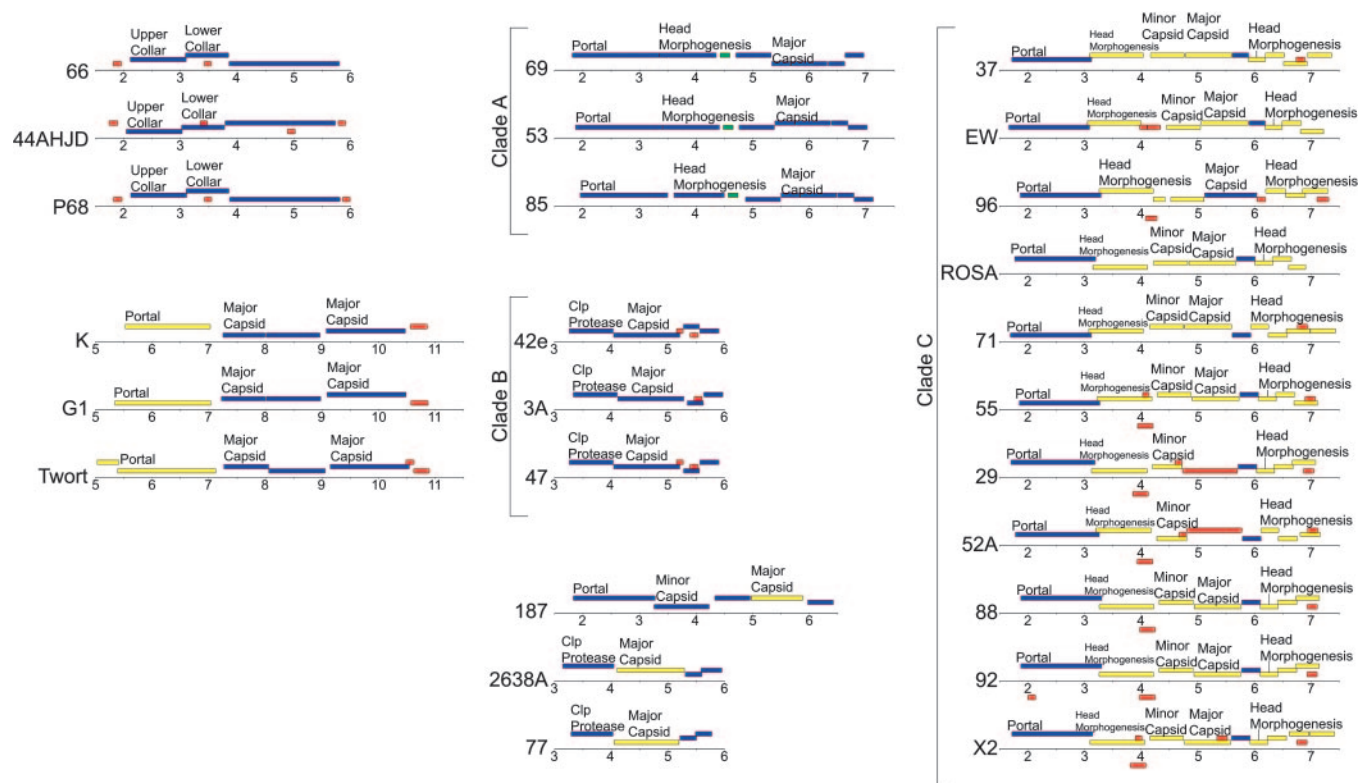 Upper
Collar
Lower
Collar
66
2 3 4 5 6
Upper
Collar
Lower
Collar
44AHJD
2 3 4 5 6
Upper
Collar
Lower
Collar
P68
2 3 4 5 6
Portal
Major
Capsid
Major
Capsid
K
5 6 7 8 9 10 11
Portal
Major
Capsid
Major
Capsid
G1
5 6 7 8 9 10 11
Portal
Major
Capsid
Major
Capsid
Twort
5 6 7 8 9 10 11
Clade A
Portal
Head
Morphogenesis
Major
Capsid
69
2 3 4 5 6 7
Portal
Head
Morphogenesis
Major
Capsid
53
2 3 4 5 6 7
Portal
Head
Morphogenesis
Major
Capsid
85
2 3 4 5 6 7
Clade B
Clp
Protease
Major
Capsid
42e
3 4 5 6
Clp
Protease
Major
Capsid
3A
3 4 5 6
Clp
Protease
Major
Capsid
47
3 4 5 6
Portal
Minor
Capsid
Major
Capsid
187
2 3 4 5 6
Clp
Protease
Major
Capsid
2638A
3 4 5 6
Clp
Protease
Major
Capsid
77
3 4 5 6
Clade C
Portal
Head
Morphogenesis
Minor
Capsid
Major
Capsid
Head
Morphogenesis
37
2 3 4 5 6 7
Portal
Head
Morphogenesis
Minor
Capsid
Major
Capsid
Head
Morphogenesis
EW
2 3 4 5 6 7
Portal
Head
Morphogenesis
Major
Capsid
Head
Morphogenesis
96
2 3 4 5 6 7
Portal
Head
Morphogenesis
Minor
Capsid
Major
Capsid
Head
Morphogenesis
ROSA
2 3 4 5 6 7
Portal
Head
Morphogenesis
Minor
Capsid
Major
Capsid
Head
Morphogenesis
71
2 3 4 5 6 7
Portal
Head
Morphogenesis
Minor
Capsid
Major
Capsid
Head
Morphogenesis
55
2 3 4 5 6 7
Portal
Head
Morphogenesis
Minor
Capsid
Head
Morphogenesis
29
2 3 4 5 6 7
Portal
Head
Morphogenesis
Minor
Capsid
Head
Morphogenesis
52A
2 3 4 5 6 7
Portal
Head
Morphogenesis
Minor
Capsid
Major
Capsid
Head
Morphogenesis
88
2 3 4 5 6 7
Portal
Head
Morphogenesis
Minor
Capsid
Major
Capsid
Head
Morphogenesis
92
2 3 4 5 6 7
Portal
Head
Morphogenesis
Minor
Capsid
Major
Capsid
Head
Morphogenesis
X2
2 3 4 5 6 7